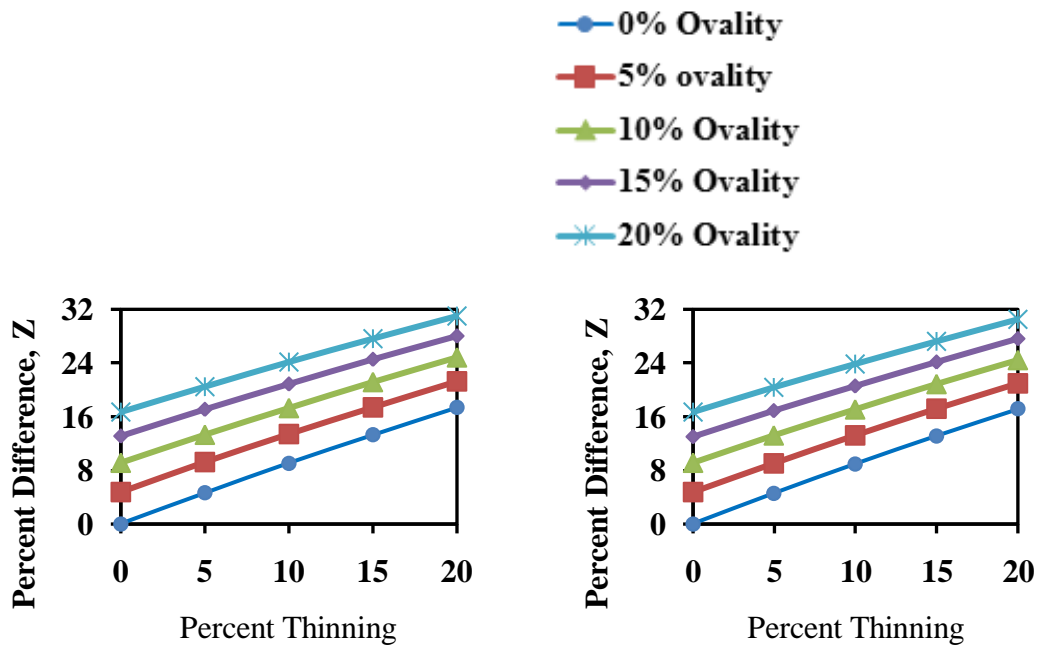 0% Ovality
5% ovality
10% Ovality
15% Ovality
20% Ovality
Percent Difference, Z
32
24
16
8
0
0 5 10 15 20
Percent Thinning
Percent Difference, Z
32
24
16
8
0
0 5 10 15 20
Percent Thinning